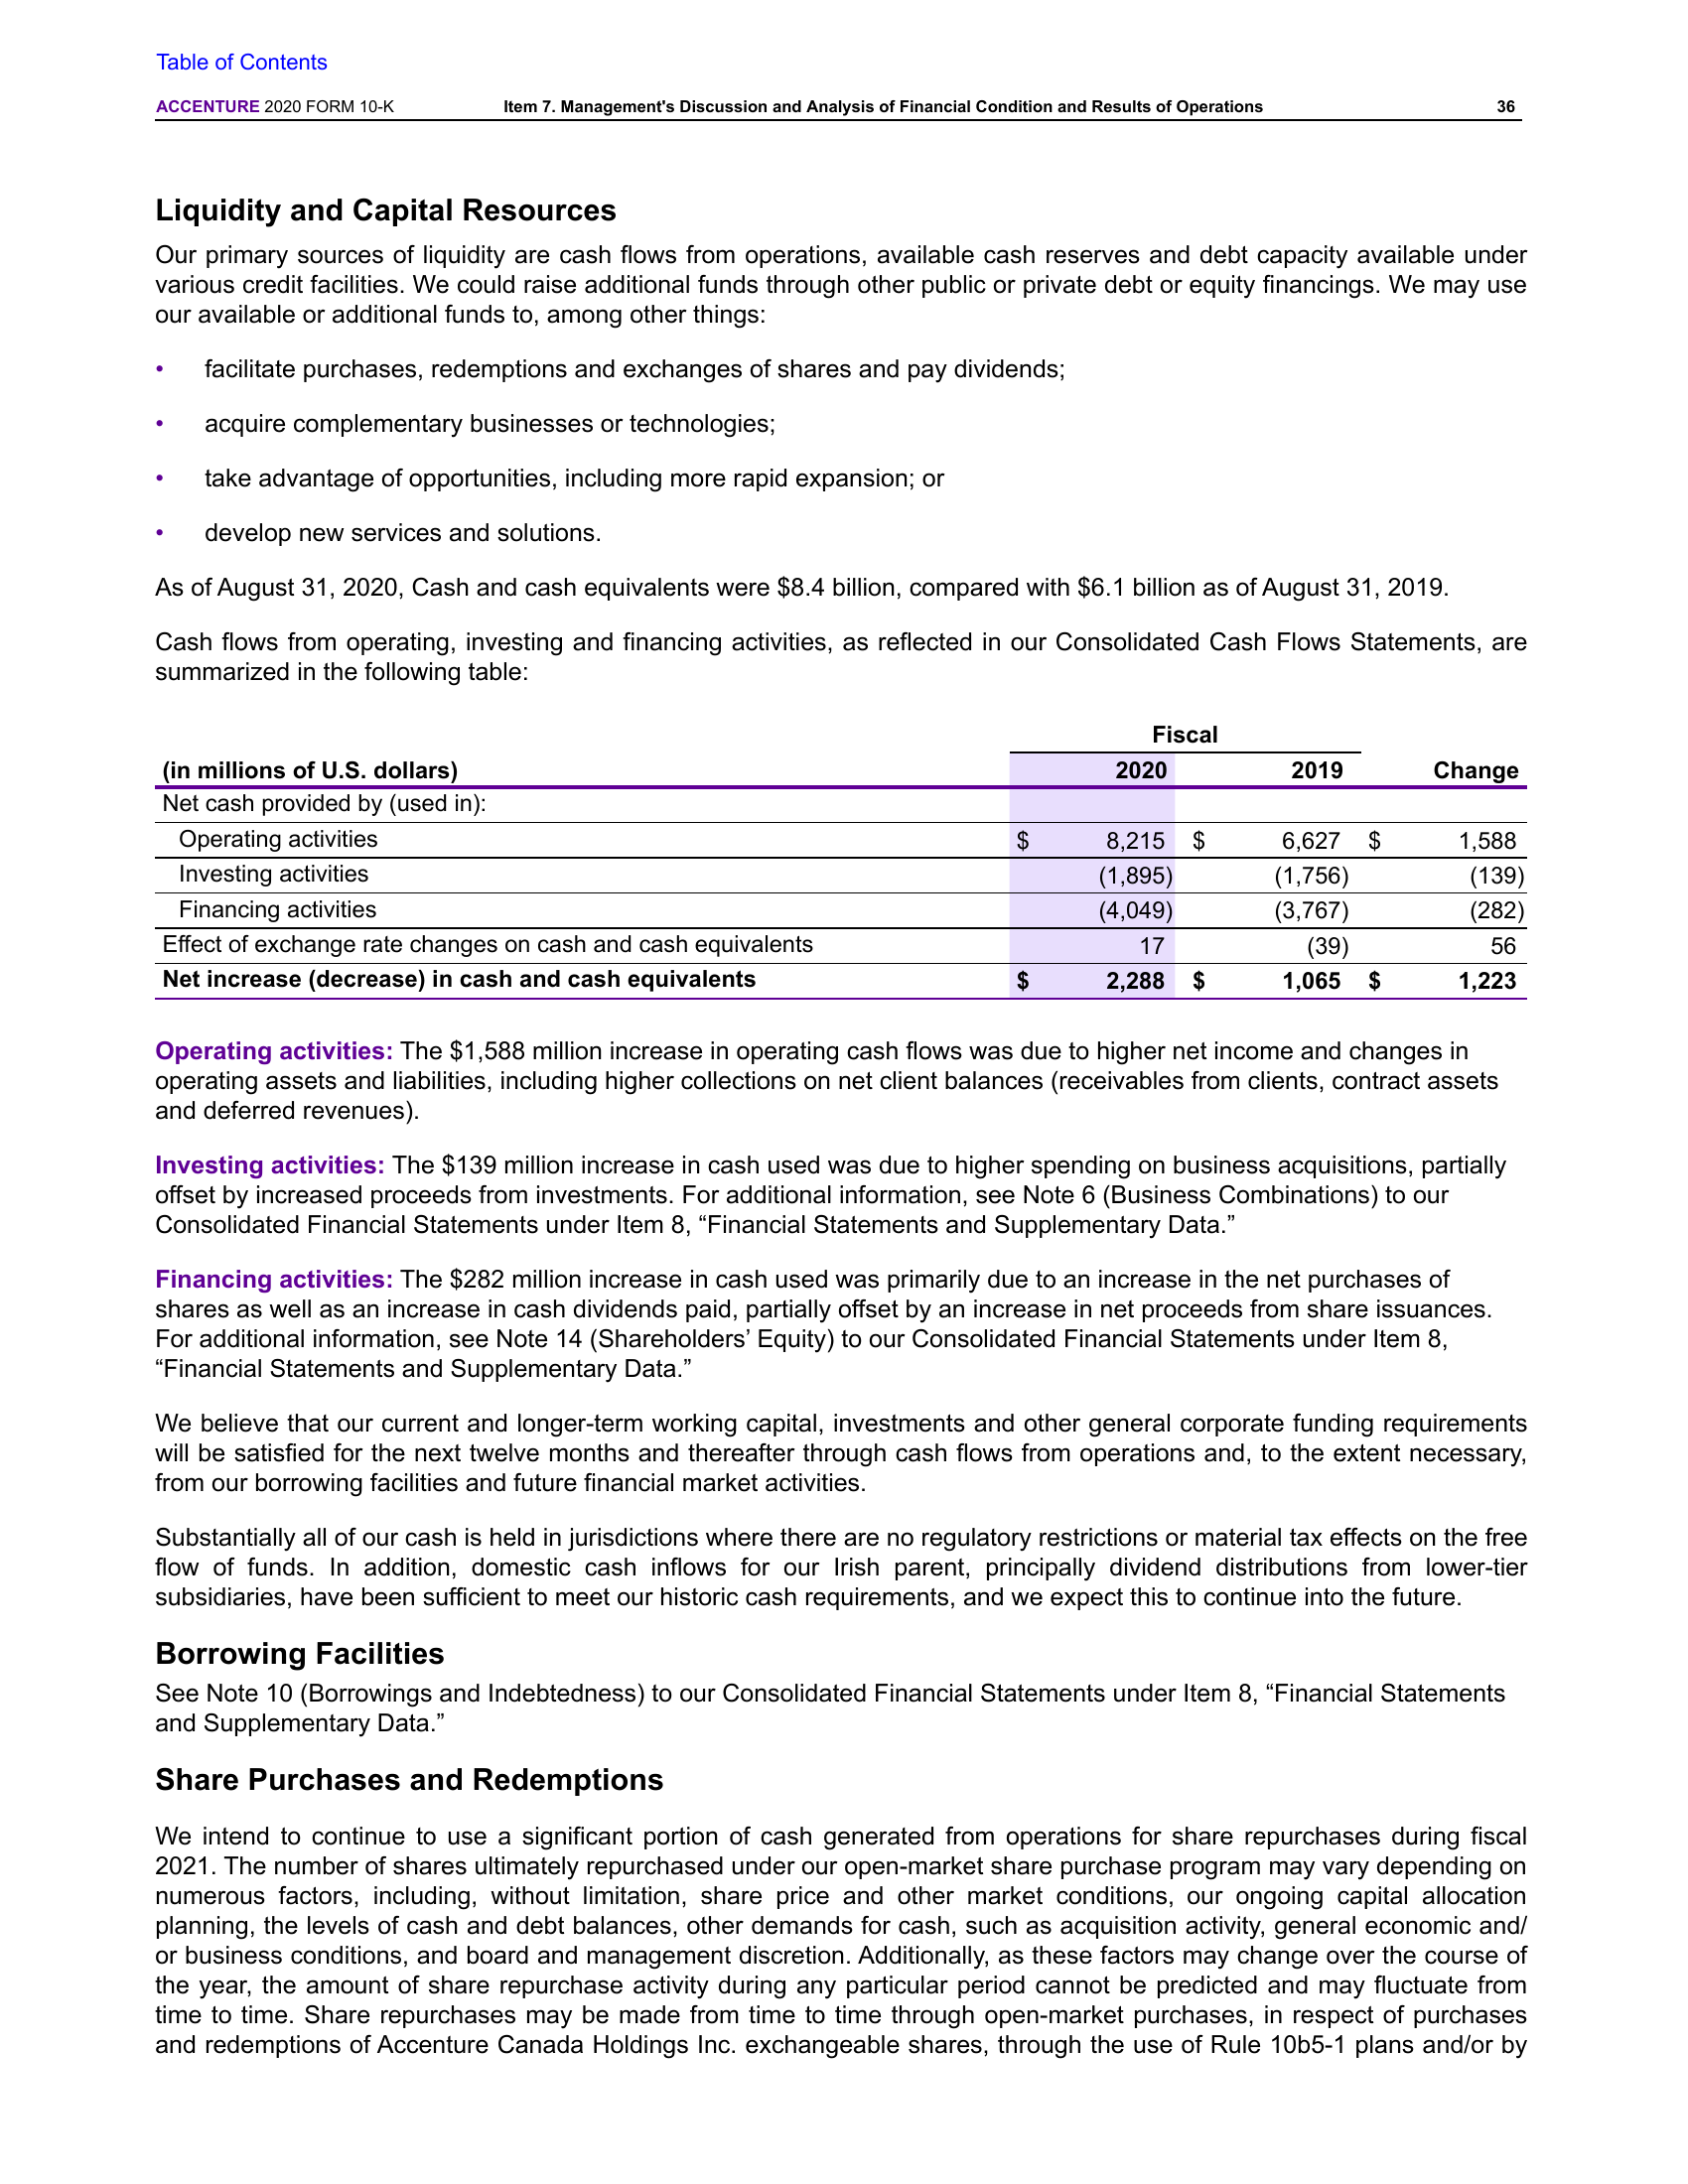 Table of Contents
ACCENTURE 2020 FORM 10-K Item 7. Management's Discussion and Analysis of Financial Condition and Results of Operations 36
Liquidity and Capital Resources
Our primary sources of liquidity are cash flows from operations, available cash reserves and debt capacity available under
various credit facilities. We could raise additional funds through other public or private debt or equity financings. We may use
our available or additional funds to, among other things:
• facilitate purchases, redemptions and exchanges of shares and pay dividends;
• acquire complementary businesses or technologies;
• take advantage of opportunities, including more rapid expansion; or
• develop new services and solutions.
As of August 31, 2020, Cash and cash equivalents were $8.4 billion, compared with $6.1 billion as of August 31, 2019.
Cash flows from operating, investing and financing activities, as reflected in our Consolidated Cash Flows Statements, are
summarized in the following table:
Fiscal
(in millions of U.S. dollars) 2020 2019 Change
Net cash provided by (used in):
Operating activities $ 8,215 $ 6,627 $ 1,588
Investing activities (1,895) (1,756) (139)
Financing activities (4,049) (3,767) (282)
Effect of exchange rate changes on cash and cash equivalents 17 (39) 56
Net increase (decrease) in cash and cash equivalents $ 2,288 $ 1,065 $ 1,223
Operating activities: The $1,588 million increase in operating cash flows was due to higher net income and changes in
operating assets and liabilities, including higher collections on net client balances (receivables from clients, contract assets
and deferred revenues).
Investing activities: The $139 million increase in cash used was due to higher spending on business acquisitions, partially
offset by increased proceeds from investments. For additional information, see Note 6 (Business Combinations) to our
Consolidated Financial Statements under Item 8, “Financial Statements and Supplementary Data.”
Financing activities: The $282 million increase in cash used was primarily due to an increase in the net purchases of
shares as well as an increase in cash dividends paid, partially offset by an increase in net proceeds from share issuances.
For additional information, see Note 14 (Shareholders’ Equity) to our Consolidated Financial Statements under Item 8,
“Financial Statements and Supplementary Data.”
We believe that our current and longer-term working capital, investments and other general corporate funding requirements
will be satisfied for the next twelve months and thereafter through cash flows from operations and, to the extent necessary,
from our borrowing facilities and future financial market activities.
Substantially all of our cash is held in jurisdictions where there are no regulatory restrictions or material tax effects on the free
flow of funds. In addition, domestic cash inflows for our Irish parent, principally dividend distributions from lower-tier
subsidiaries, have been sufficient to meet our historic cash requirements, and we expect this to continue into the future.
Borrowing Facilities
See Note 10 (Borrowings and Indebtedness) to our Consolidated Financial Statements under Item 8, “Financial Statements
and Supplementary Data.”
Share Purchases and Redemptions
We intend to continue to use a significant portion of cash generated from operations for share repurchases during fiscal
2021. The number of shares ultimately repurchased under our open-market share purchase program may vary depending on
numerous factors, including, without limitation, share price and other market conditions, our ongoing capital allocation
planning, the levels of cash and debt balances, other demands for cash, such as acquisition activity, general economic and/
or business conditions, and board and management discretion. Additionally, as these factors may change over the course of
the year, the amount of share repurchase activity during any particular period cannot be predicted and may fluctuate from
time to time. Share repurchases may be made from time to time through open-market purchases, in respect of purchases
and redemptions of Accenture Canada Holdings Inc. exchangeable shares, through the use of Rule 10b5-1 plans and/or by